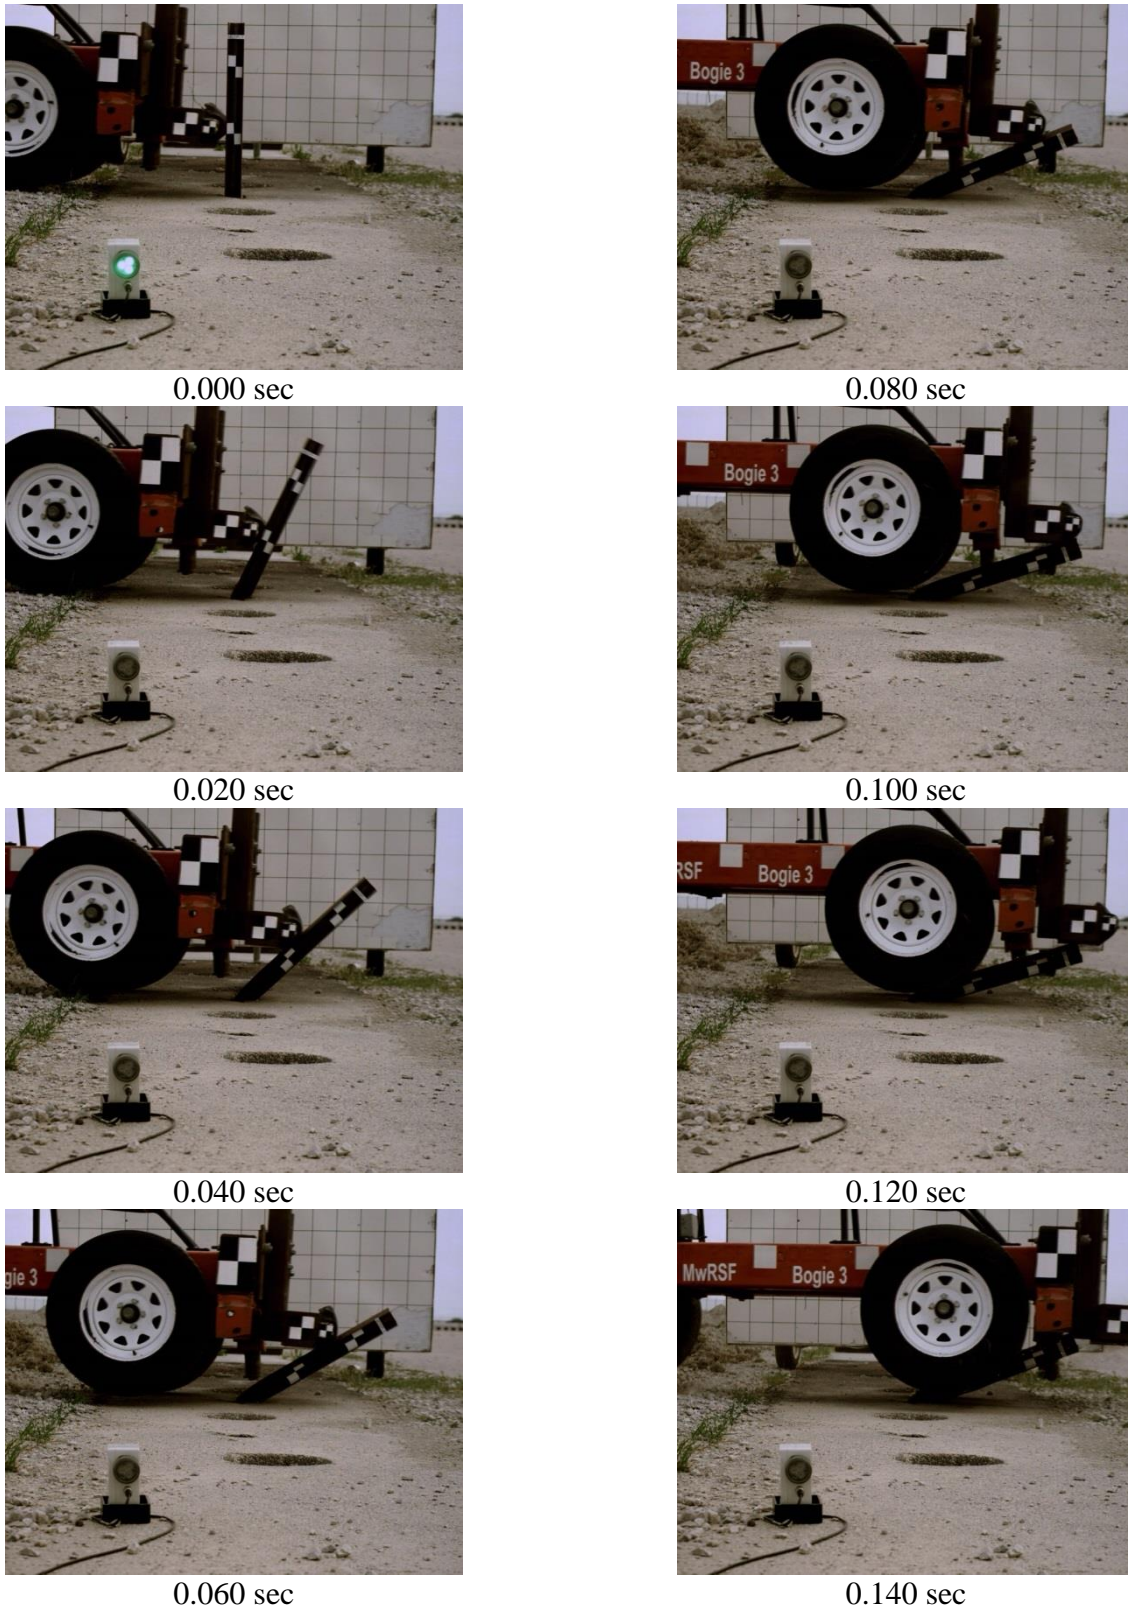 0.000 sec
0.020 sec
0.040 sec
gie 3
0.060 sec
Bogie 3
0.080 sec
Bogie 3
0.100 sec
RSF Bogie 3
0.120 sec
MwRSF Bogie 3
0.140 sec